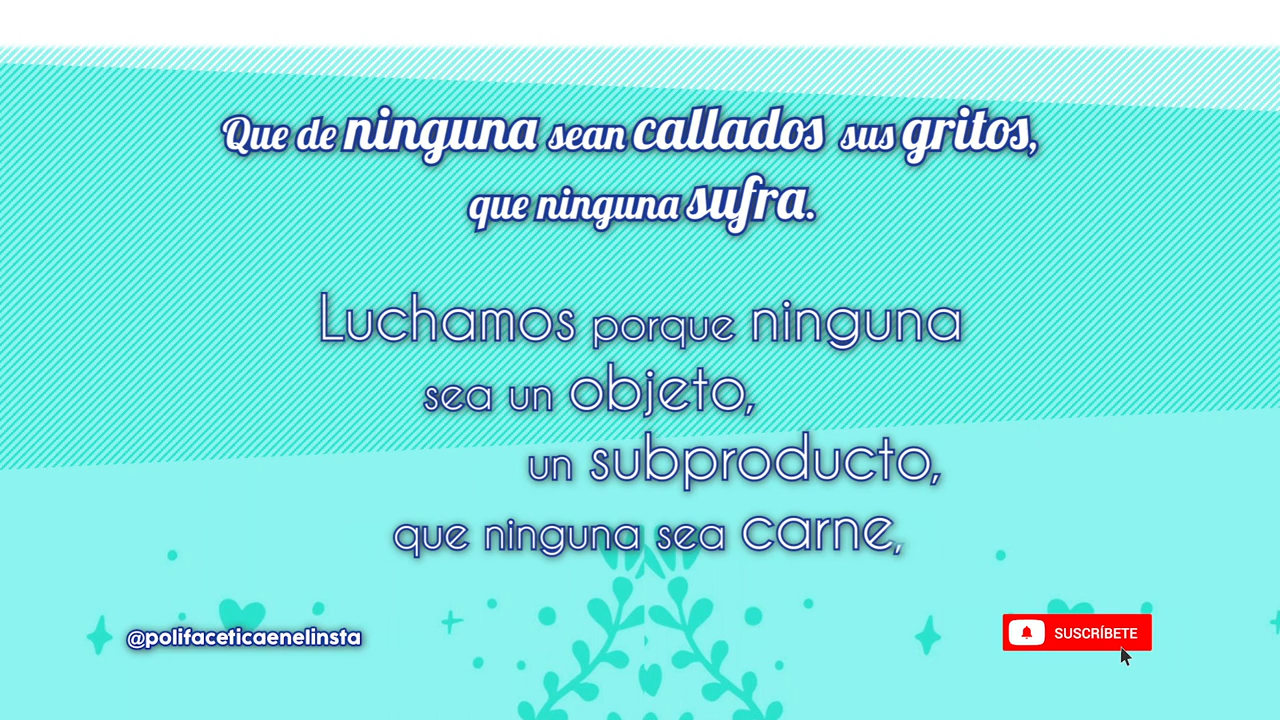 Que de ninguna sean callados sus gritos,
que ninguna sufra.
Luchamos porque ninguna
sea un objeto,
un subproducto,
que ninguna sea carne,
@polifaceticaenelinsta
SUSCRÍBETE